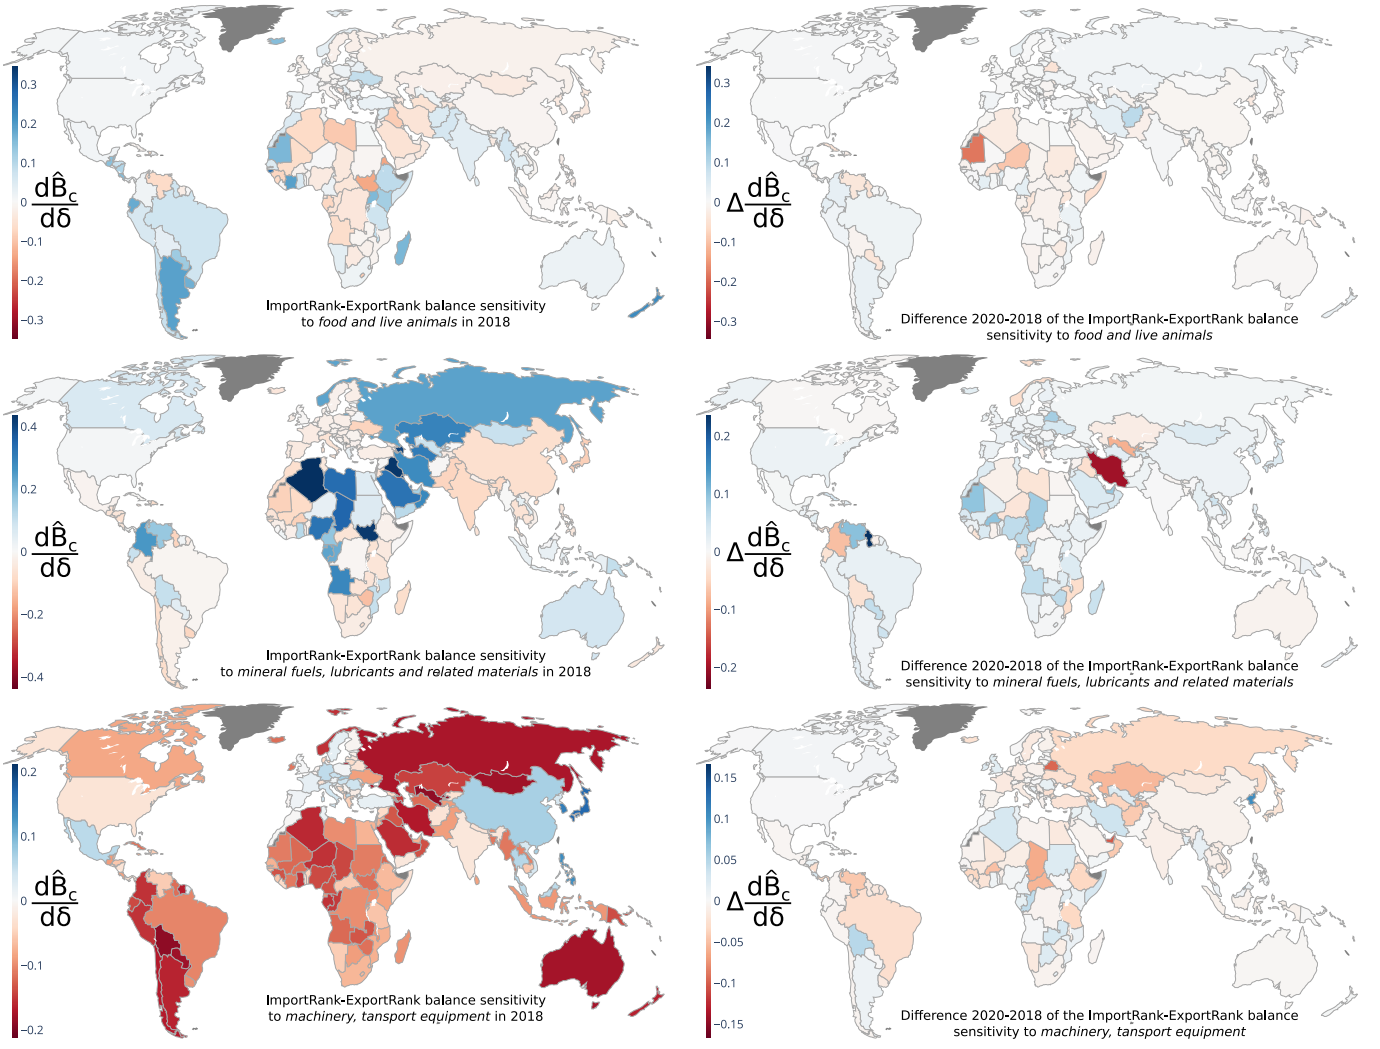 0.3
0.2
0.1
0
−0.1
−0.2
−0.3
dB̂c
dδ
ImportRank-ExportRank balance sensitivity
to food and live animals in 2018
0.3
0.2
0.1
0
−0.1
−0.2
−0.3
Δ dB̂c
dδ
Difference 2020-2018 of the ImportRank-ExportRank balance
sensitivity to food and live animals
0.4
0.2
0
−0.2
−0.4
dB̂c
dδ
ImportRank-ExportRank balance sensitivity
to mineral fuels, lubricants and related materials in 2018
0.2
0.1
0
−0.1
−0.2
Δ dB̂c
dδ
Difference 2020-2018 of the ImportRank-ExportRank balance
sensitivity to mineral fuels, lubricants and related materials
0.2
0.1
0
−0.1
−0.2
dB̂c
dδ
ImportRank-ExportRank balance sensitivity
to machinery, tansport equipment in 2018
0.15
0.1
0.05
0
−0.05
−0.1
−0.15
Δ dB̂c
dδ
Difference 2020-2018 of the ImportRank-ExportRank balance
sensitivity to machinery, tansport equipment